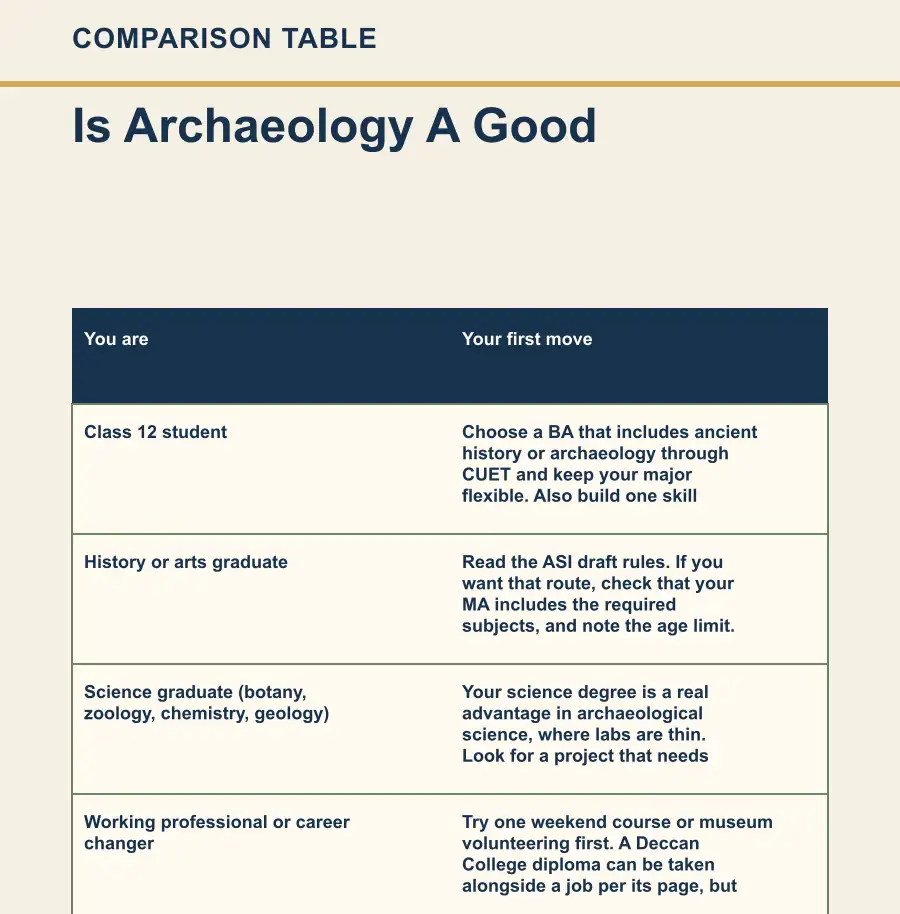 COMPARISON TABLE
Is Archaeology A Good
You are
Your first move
Class 12 student
Choose a BA that includes ancient
history or archaeology through
CUET and keep your major
flexible. Also build one skill
History or arts graduate
Read the ASI draft rules. If you
want that route, check that your
MA includes the required
subjects, and note the age limit.
Science graduate (botany,
zoology, chemistry, geology)
Your science degree is a real
advantage in archaeological
science, where labs are thin.
Look for a project that needs
Working professional or career
changer
Try one weekend course or museum
volunteering first. A Deccan
College diploma can be taken
alongside a job per its page, but